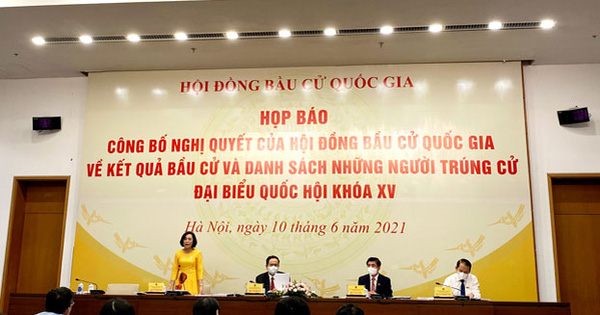 HỘI ĐỒNG BẦU CỬ QUỐC GIA
HỌP BÁO
CÔNG BỐ NGHỊ QUYẾT CỦA HỘI ĐỒNG BẦU CỬ QUỐC GIA
VỀ KẾT QUẢ BẦU CỬ VÀ DANH SÁCH NHỮNG NGƯỜI TRÚNG CỬ
ĐẠI BIỂU QUỐC HỘI KHÓA XV
Hà Nội, ngày 10 tháng 6 năm 2021